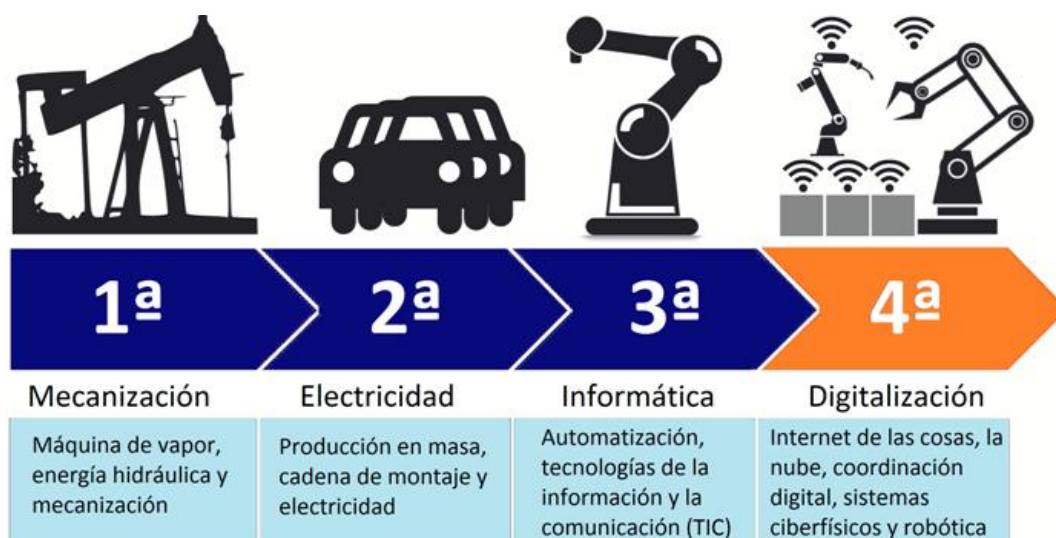 1ª
2ª
3ª
4ª
Mecanización
Electricidad
Informática
Digitalización
Máquina de vapor,
energía hidráulica y
mecanización
Producción en masa,
cadena de montaje y
electricidad
Automatización,
tecnologías de la
información y la
comunicación (TIC)
Internet de las cosas, la
nube, coordinación
digital, sistemas
ciberfísicos y robótica